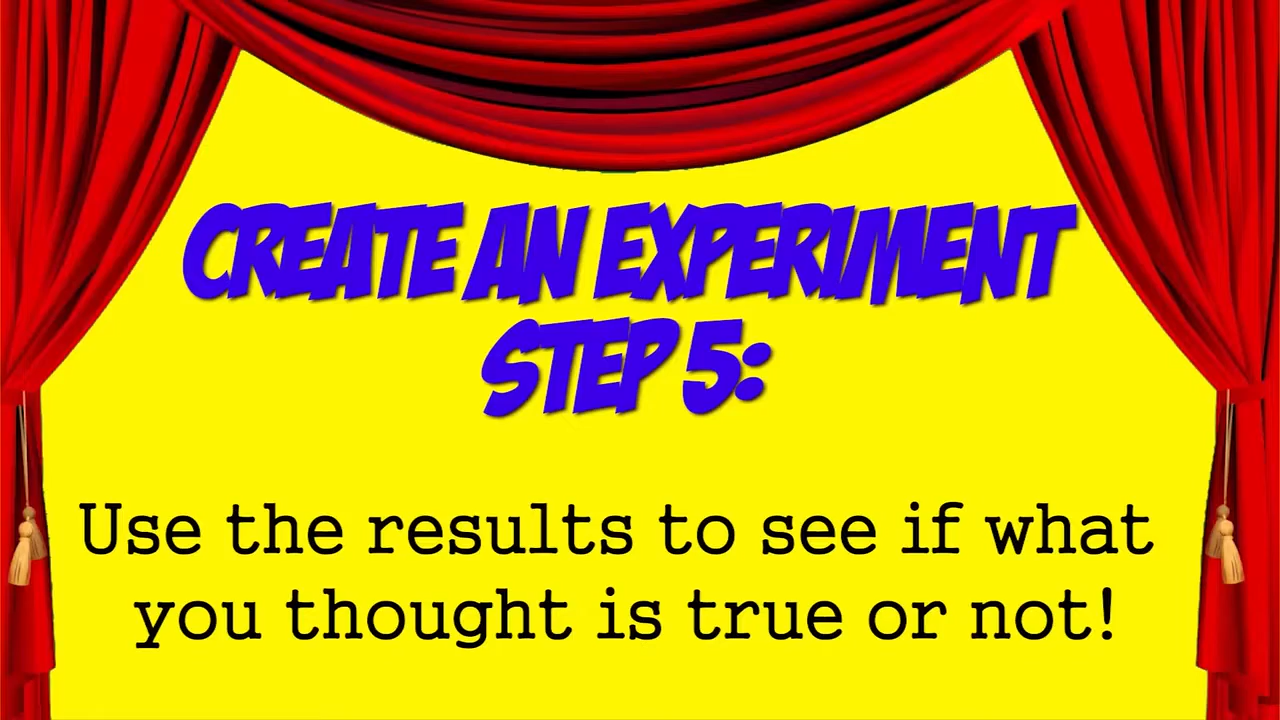 CREATE AN EXPERIMENT
STEP 5:
Use the results to see if what
you thought is true or not!